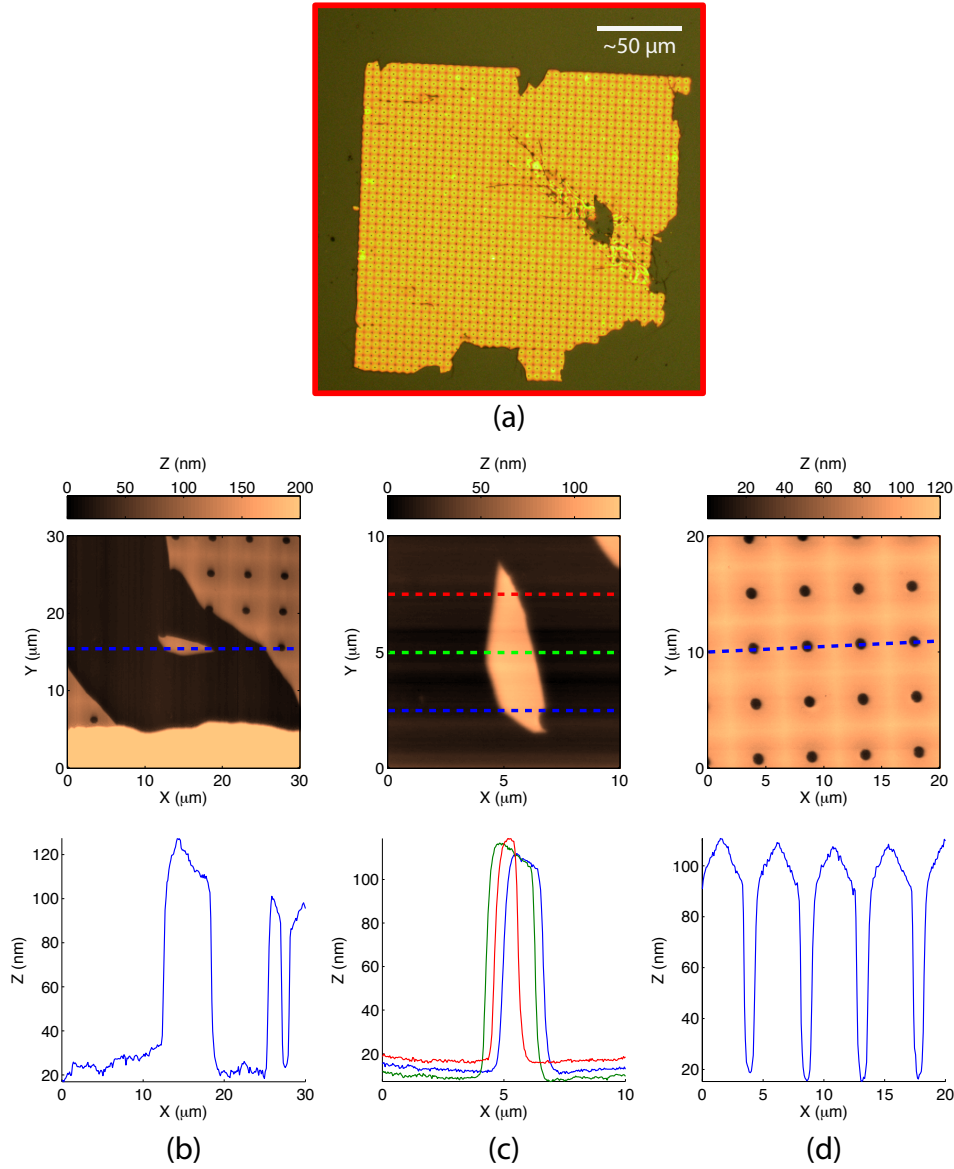 ~50 μm
(a)
Z (nm) Z (nm) Z (nm)
0 50 100 150 200 0 50 100 20 40 60 80 100 120
30 10 20
20 5 10
10 0 0
0
Y (μm) Y (μm) Y (μm)
0 10 20 30 0 5 10 0 5 10 15 20
X (μm) X (μm) X (μm)
120 100 80 60 40 20
Z (nm)
0 10 20 30
X (μm)
100 80 60 40 20
Z (nm)
0 5 10
X (μm)
100 80 60 40 20
Z (nm)
0 5 10 15 20
X (μm)
(b) (c) (d)